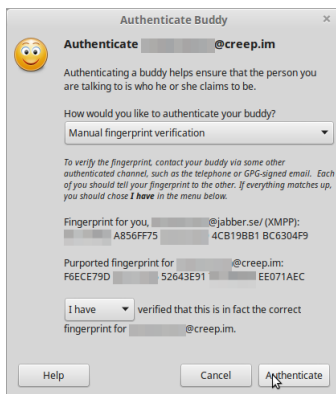 Authenticate Buddy
Authenticate @creep.im
Authenticating a buddy helps ensure that the person you
are talking to is who he or she claims to be.
How would you like to authenticate your buddy?
Manual fingerprint verification
To verify the fingerprint, contact your buddy via some other
authenticated channel, such as the telephone or GPG-signed email. Each
of you should tell your fingerprint to the other. If everything matches up,
you should chose I have in the menu below.
Fingerprint for you, @jabber.se/ (XMPP):
A856FF75 4CB19BB1 BC6304F9
Purported fingerprint for @creep.im:
F6ECE79D 52643E91 EE071AEC
I have verified that this is in fact the correct
fingerprint for @creep.im.
Help Cancel Authenticate